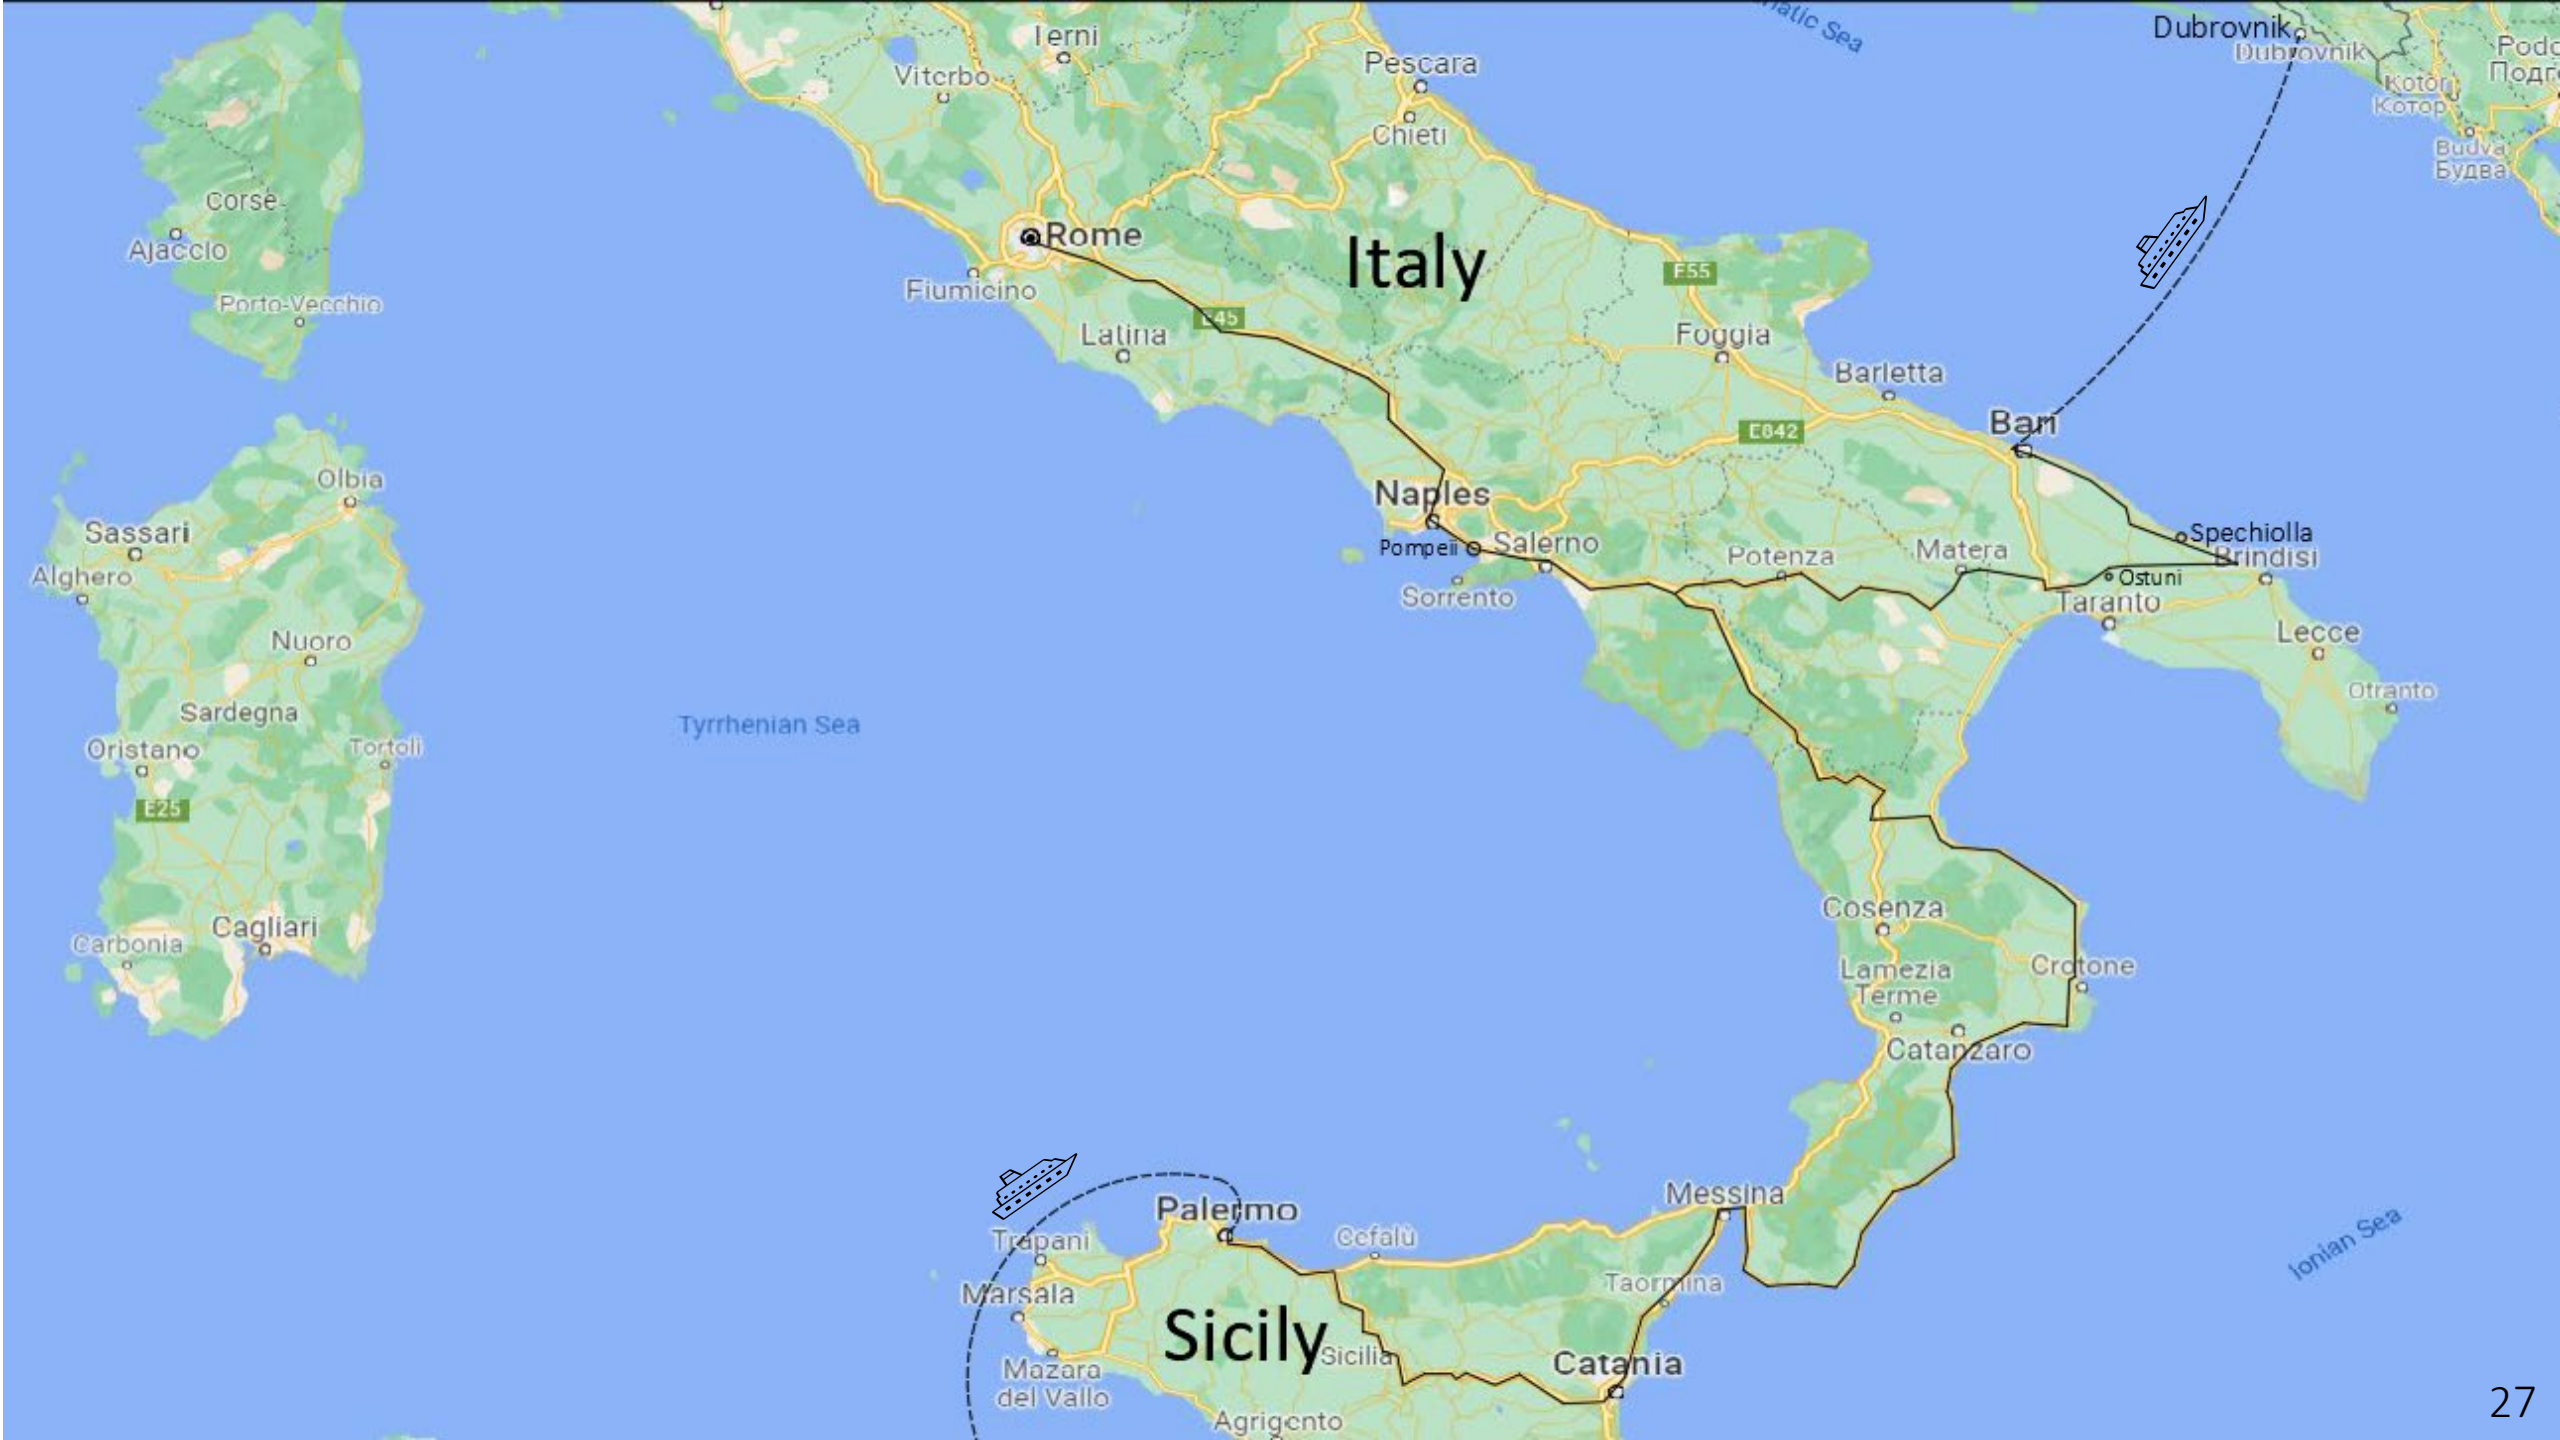 Adriatic Sea
Dubrovnik
Dubrovnik
Terni
Pescara
Viterbo
Chieti
Kotor
Котор
Budva
Будва
Corse
Ajaccio
Porto-Vecchio
Rome
Fiumicino
Italy
E55
E45
Latina
Foggia
Barletta
Bari
E842
Olbia
Sassari
Alghero
Naples
Pompeii
Salerno
Sorrento
Potenza
Matera
Spechiolla
Brindisi
Ostuni
Taranto
Lecce
Otranto
Nuoro
Sardegna
Oristano
Tortolì
E25
Tyrrhenian Sea
Cagliari
Carbonia
Cosenza
Lamezia
Terme
Crotone
Catanzaro
Messina
Palermo
Trapani
Cefalù
Marsala
Taormina
Ionian Sea
Sicily
Sicilia
Mazara
del Vallo
Catania
Agrigento
27